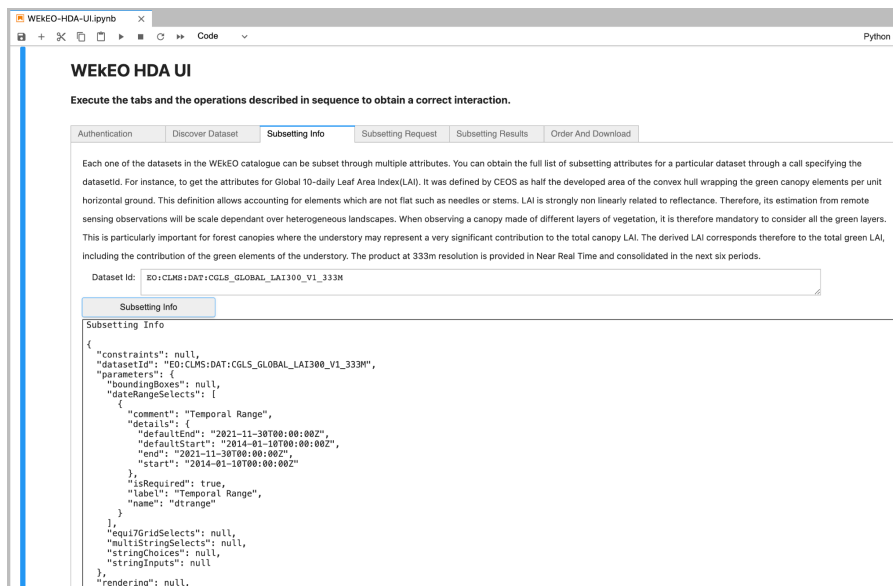 WEkEO-HDA-UI.ipynb
Code
Python
WEkEO HDA UI
Execute the tabs and the operations described in sequence to obtain a correct interaction.
Authentication Discover Dataset Subsetting Info Subsetting Request Subsetting Results Order And Download
Each one of the datasets in the WEkEO catalogue can be subset through multiple attributes. You can obtain the full list of subsetting attributes for a particular dataset through a call specifying the
datasetId. For instance, to get the attributes for Global 10-daily Leaf Area Index(LAI). It was defined by CEOS as half the developed area of the convex hull wrapping the green canopy elements per unit
horizontal ground. This definition allows accounting for elements which are not flat such as needles or stems. LAI is strongly non linearly related to reflectance. Therefore, its estimation from remote
sensing observations will be scale dependant over heterogeneous landscapes. When observing a canopy made of different layers of vegetation, it is therefore mandatory to consider all the green layers.
This is particularly important for forest canopies where the understory may represent a very significant contribution to the total canopy LAI. The derived LAI corresponds therefore to the total green LAI,
including the contribution of the green elements of the understory. The product at 333m resolution is provided in Near Real Time and consolidated in the next six periods.
Dataset Id: EO:CLMS:DAT:CGLS_GLOBAL_LAI300_V1_333M
Subsetting Info
Subsetting Info
{
"constraints": null,
"datasetId": "EO:CLMS:DAT:CGLS_GLOBAL_LAI300_V1_333M",
"parameters": {
"boundingBoxes": null,
"dateRangeSelects": [
{
"comment": "Temporal Range",
"details": {
"defaultEnd": "2021-11-30T00:00:00Z",
"defaultStart": "2014-01-10T00:00:00Z",
"end": "2021-11-30T00:00:00Z",
"start": "2014-01-10T00:00:00Z"
},
"isRequired": true,
"label": "Temporal Range",
"name": "dtrange"
}
],
"equi7GridSelects": null,
"multiStringSelects": null,
"stringChoices": null,
"stringInputs": null
},
"rendering": null,